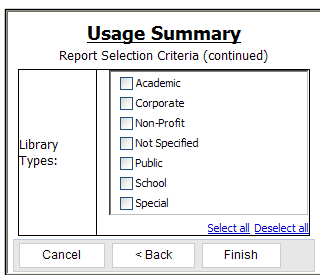 Usage Summary
Report Selection Criteria (continued)
Library
Types:
Academic
Corporate
Non-Profit
Not Specified
Public
School
Special
Select all Deselect all
Cancel < Back Finish